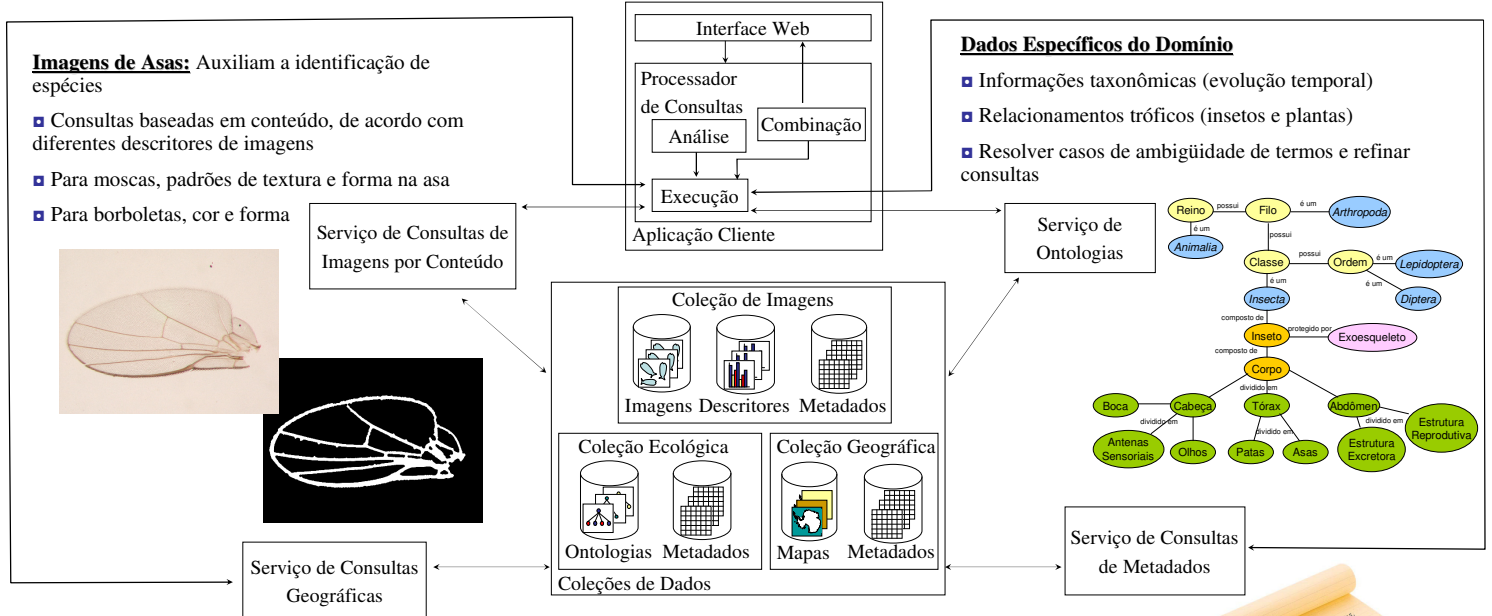 Imagens de Asas: Auxiliam a identificação de
espécies
Consultas baseadas em conteúdo, de acordo com
diferentes descritores de imagens
Para moscas, padrões de textura e forma na asa
Para borboletas, cor e forma
Interface Web
Processador
de Consultas
Análise
Combinação
Execução
Aplicação Cliente
Dados Específicos do Domínio
Informações taxonômicas (evolução temporal)
Relacionamentos tróficos (insetos e plantas)
Resolver casos de ambigüidade de termos e refinar
consultas
Serviço de Consultas de
Imagens por Conteúdo
Serviço de
Ontologias
Reino
possui
Filo
é um
Arthropoda
é um
Animalia
possui
Classe
possui
Ordem
é um
Lepidoptera
é um
Diptera
é um
Insecta
composto de
Inseto
protegido por
Exoesqueleto
composto de
Corpo
dividido em
Boca
Cabeça
Tórax
Abdômen
dividido em
dividido em
dividido em
Antenas
Sensoriais
Olhos
Patas
Asas
Estrutura
Excretora
Estrutura
Reprodutiva
Coleção de Imagens
Imagens
Descritores
Metadados
Coleção Ecológica
Ontologias
Metadados
Coleção Geográfica
Mapas
Metadados
Coleções de Dados
Serviço de Consultas
Geográficas
Serviço de Consultas
de Metadados